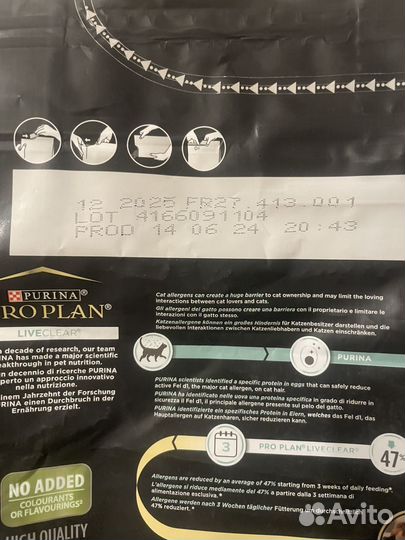 12 2025 FR27.413.001
LOT 4166091104
PROD 14 06 24 20:43
PURINA®
PRO PLAN®
LIVECLEAR®
decade of research, our team
INA has made a major scientific
breakthrough in pet nutrition.
n decennio di ricerche PURINA
perto un approccio innovativo
nella nutrizione.
einem Jahrzehnt der Forschung
RINA einen Durchbruch in der
Ernährung erzielt.
NO ADDED
COLOURANTS
OR FLAVOURINGS
HIGH QUALITY
Cat allergens can create a huge barrier to cat ownership and may limit the loving
interactions between cat lovers and cats.
Gli allergeni del gatto possono creare una barriera con il proprietario e limitare le
interazioni con il gatto stesso.
Katzenallergene können ein großes Hindernis für Katzenbesitzer darstellen und die
liebevollen Interaktionen zwischen Katzenliebhabern und Katzen einschränken.
PURINA
PURINA scientists identified a specific protein in eggs that can safely reduce
active Fel d1, the major cat allergen, on cat hair.
PURINA ha identificato nelle uova una proteina specifica in grado di ridurre in
sicurezza il Fel d1, il principale allergene presente sul pelo del gatto.
PURINA identifizierte ein spezifisches Protein in Eiern, welches das Fel d1, das
Hauptallergen auf Katzenhaaren, sicher reduzieren kann.
3
PRO PLAN® LIVECLEAR®
47%
Allergens are reduced by an average of 47% starting from 3 weeks of daily feeding*.
L'allergene si riduce mediamente del 47% a partire dalla 3 settimana di
alimentazione esclusiva.*
Allergene werden nach 3 Wochen täglicher Fütterung um durchschnittlich
47% reduziert.*
Avito